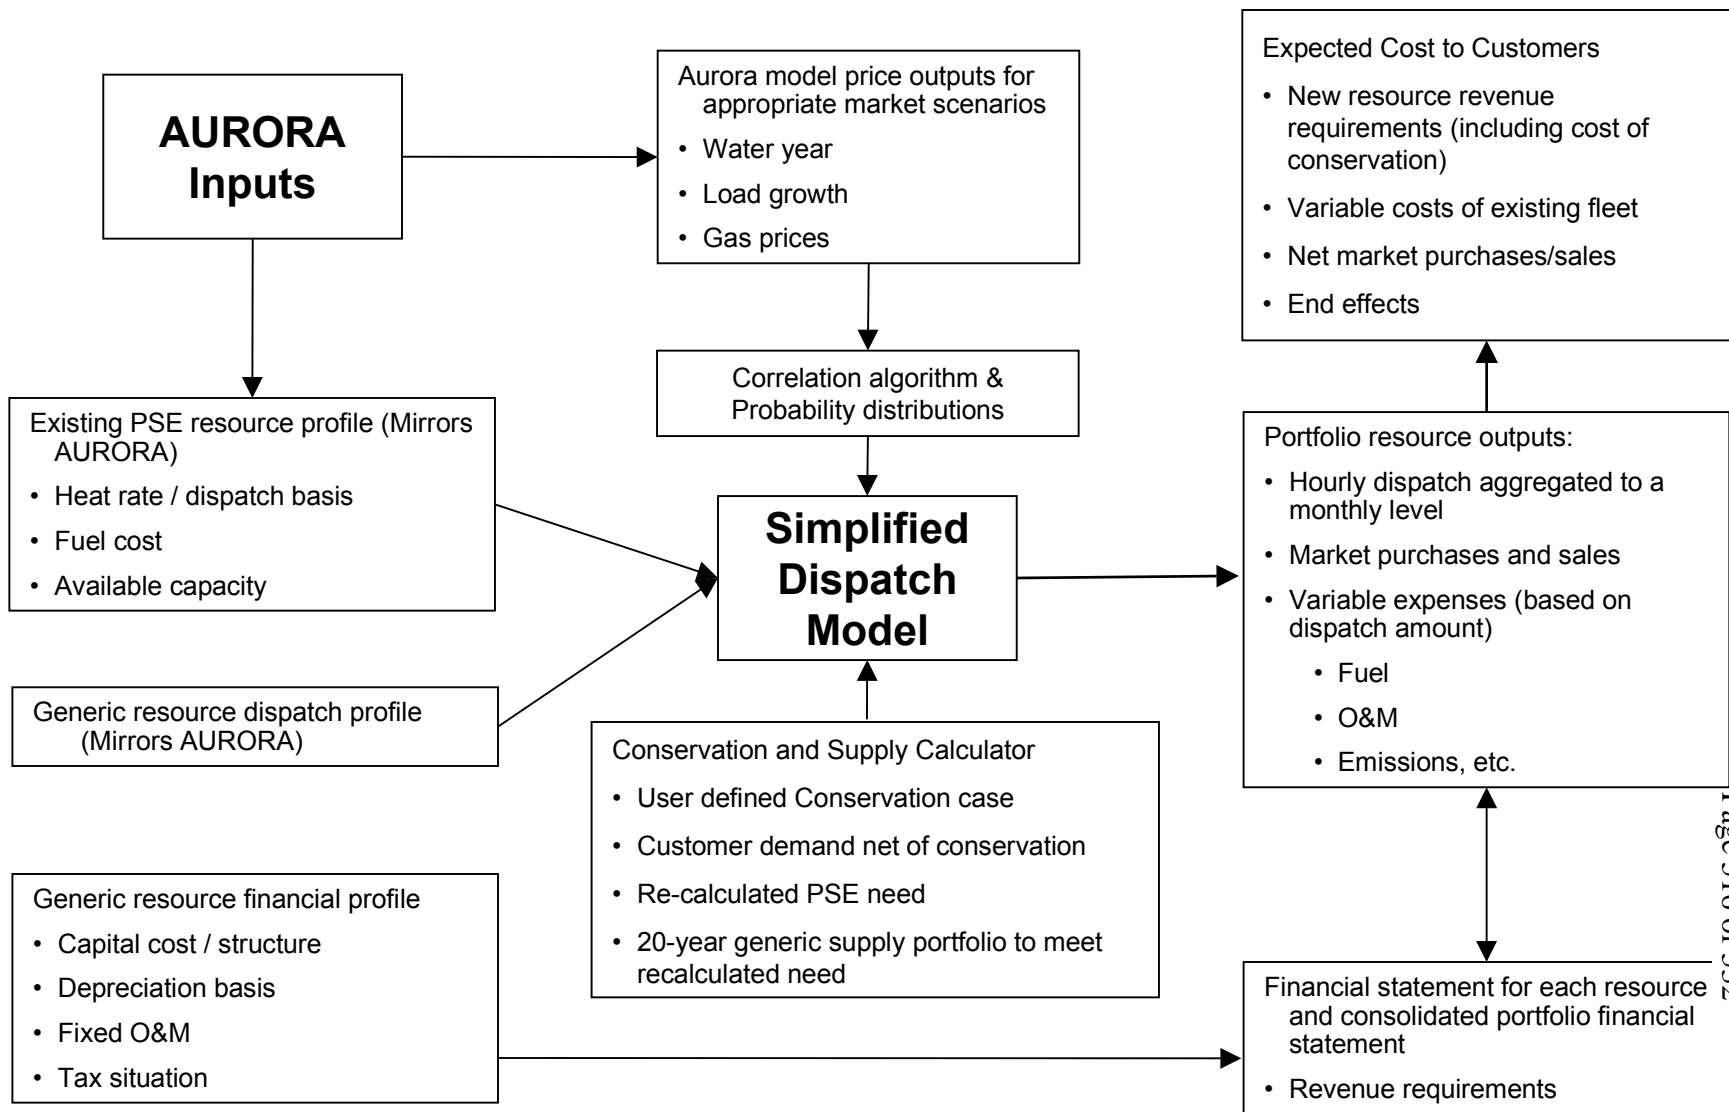 AURORA
Inputs
Aurora model price outputs for
appropriate market scenarios
• Water year
• Load growth
• Gas prices
Expected Cost to Customers
• New resource revenue
requirements (including cost of
conservation)
• Variable costs of existing fleet
• Net market purchases/sales
• End effects
Correlation algorithm &
Probability distributions
Existing PSE resource profile (Mirrors
AURORA)
• Heat rate / dispatch basis
• Fuel cost
• Available capacity
Simplified
Dispatch
Model
Portfolio resource outputs:
• Hourly dispatch aggregated to a
monthly level
• Market purchases and sales
• Variable expenses (based on
dispatch amount)
• Fuel
• O&M
• Emissions, etc.
Generic resource dispatch profile
(Mirrors AURORA)
Conservation and Supply Calculator
• User defined Conservation case
• Customer demand net of conservation
• Re-calculated PSE need
• 20-year generic supply portfolio to meet
recalculated need
Generic resource financial profile
• Capital cost / structure
• Depreciation basis
• Fixed O&M
• Tax situation
Financial statement for each resource
and consolidated portfolio financial
statement
• Revenue requirements